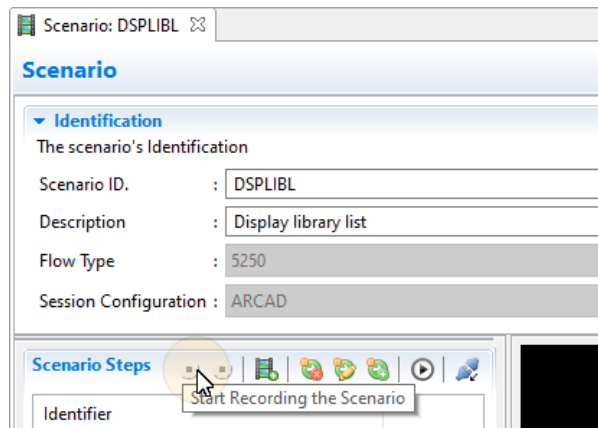 Scenario: DSPLIBL
Scenario
Identification
The scenario's Identification
Scenario ID. : DSPLIBL
Description : Display library list
Flow Type : 5250
Session Configuration : ARCAD
Scenario Steps
Start Recording the Scenario
Identifier